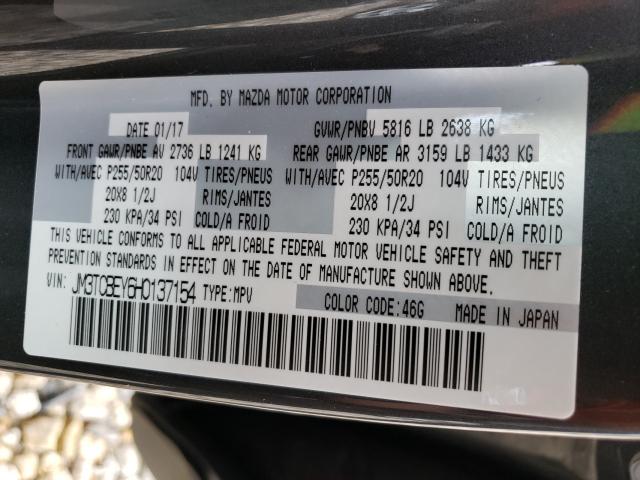 MFD. BY MAZDA MOTOR CORPORATION
DATE 01/17 GVWR/PNBV 5816 LB 2638 KG
FRONT GAWR/PNBE AV 2736 LB 1241 KG REAR GAWR/PNBE AR 3159 LB 1433 KG
WITH/AVEC P255/50R20 104V TIRES/PNEUS WITH/AVEC P255/50R20 104V TIRES/PNEUS
20X8 1/2J RIMS/JANTES 20X8 1/2J RIMS/JANTES
230 KPA/34 PSI COLD/A FROID 230 KPA/34 PSI COLD/A FROID
THIS VEHICLE CONFORMS TO ALL APPLICABLE FEDERAL MOTOR VEHICLE SAFETY AND THEFT
PREVENTION STANDARDS IN EFFECT ON THE DATE OF MANUFACTURE SHOWN ABOVE.
VIN: JM3TCBEY6H0137154 TYPE:MPV COLOR CODE:46G MADE IN JAPAN